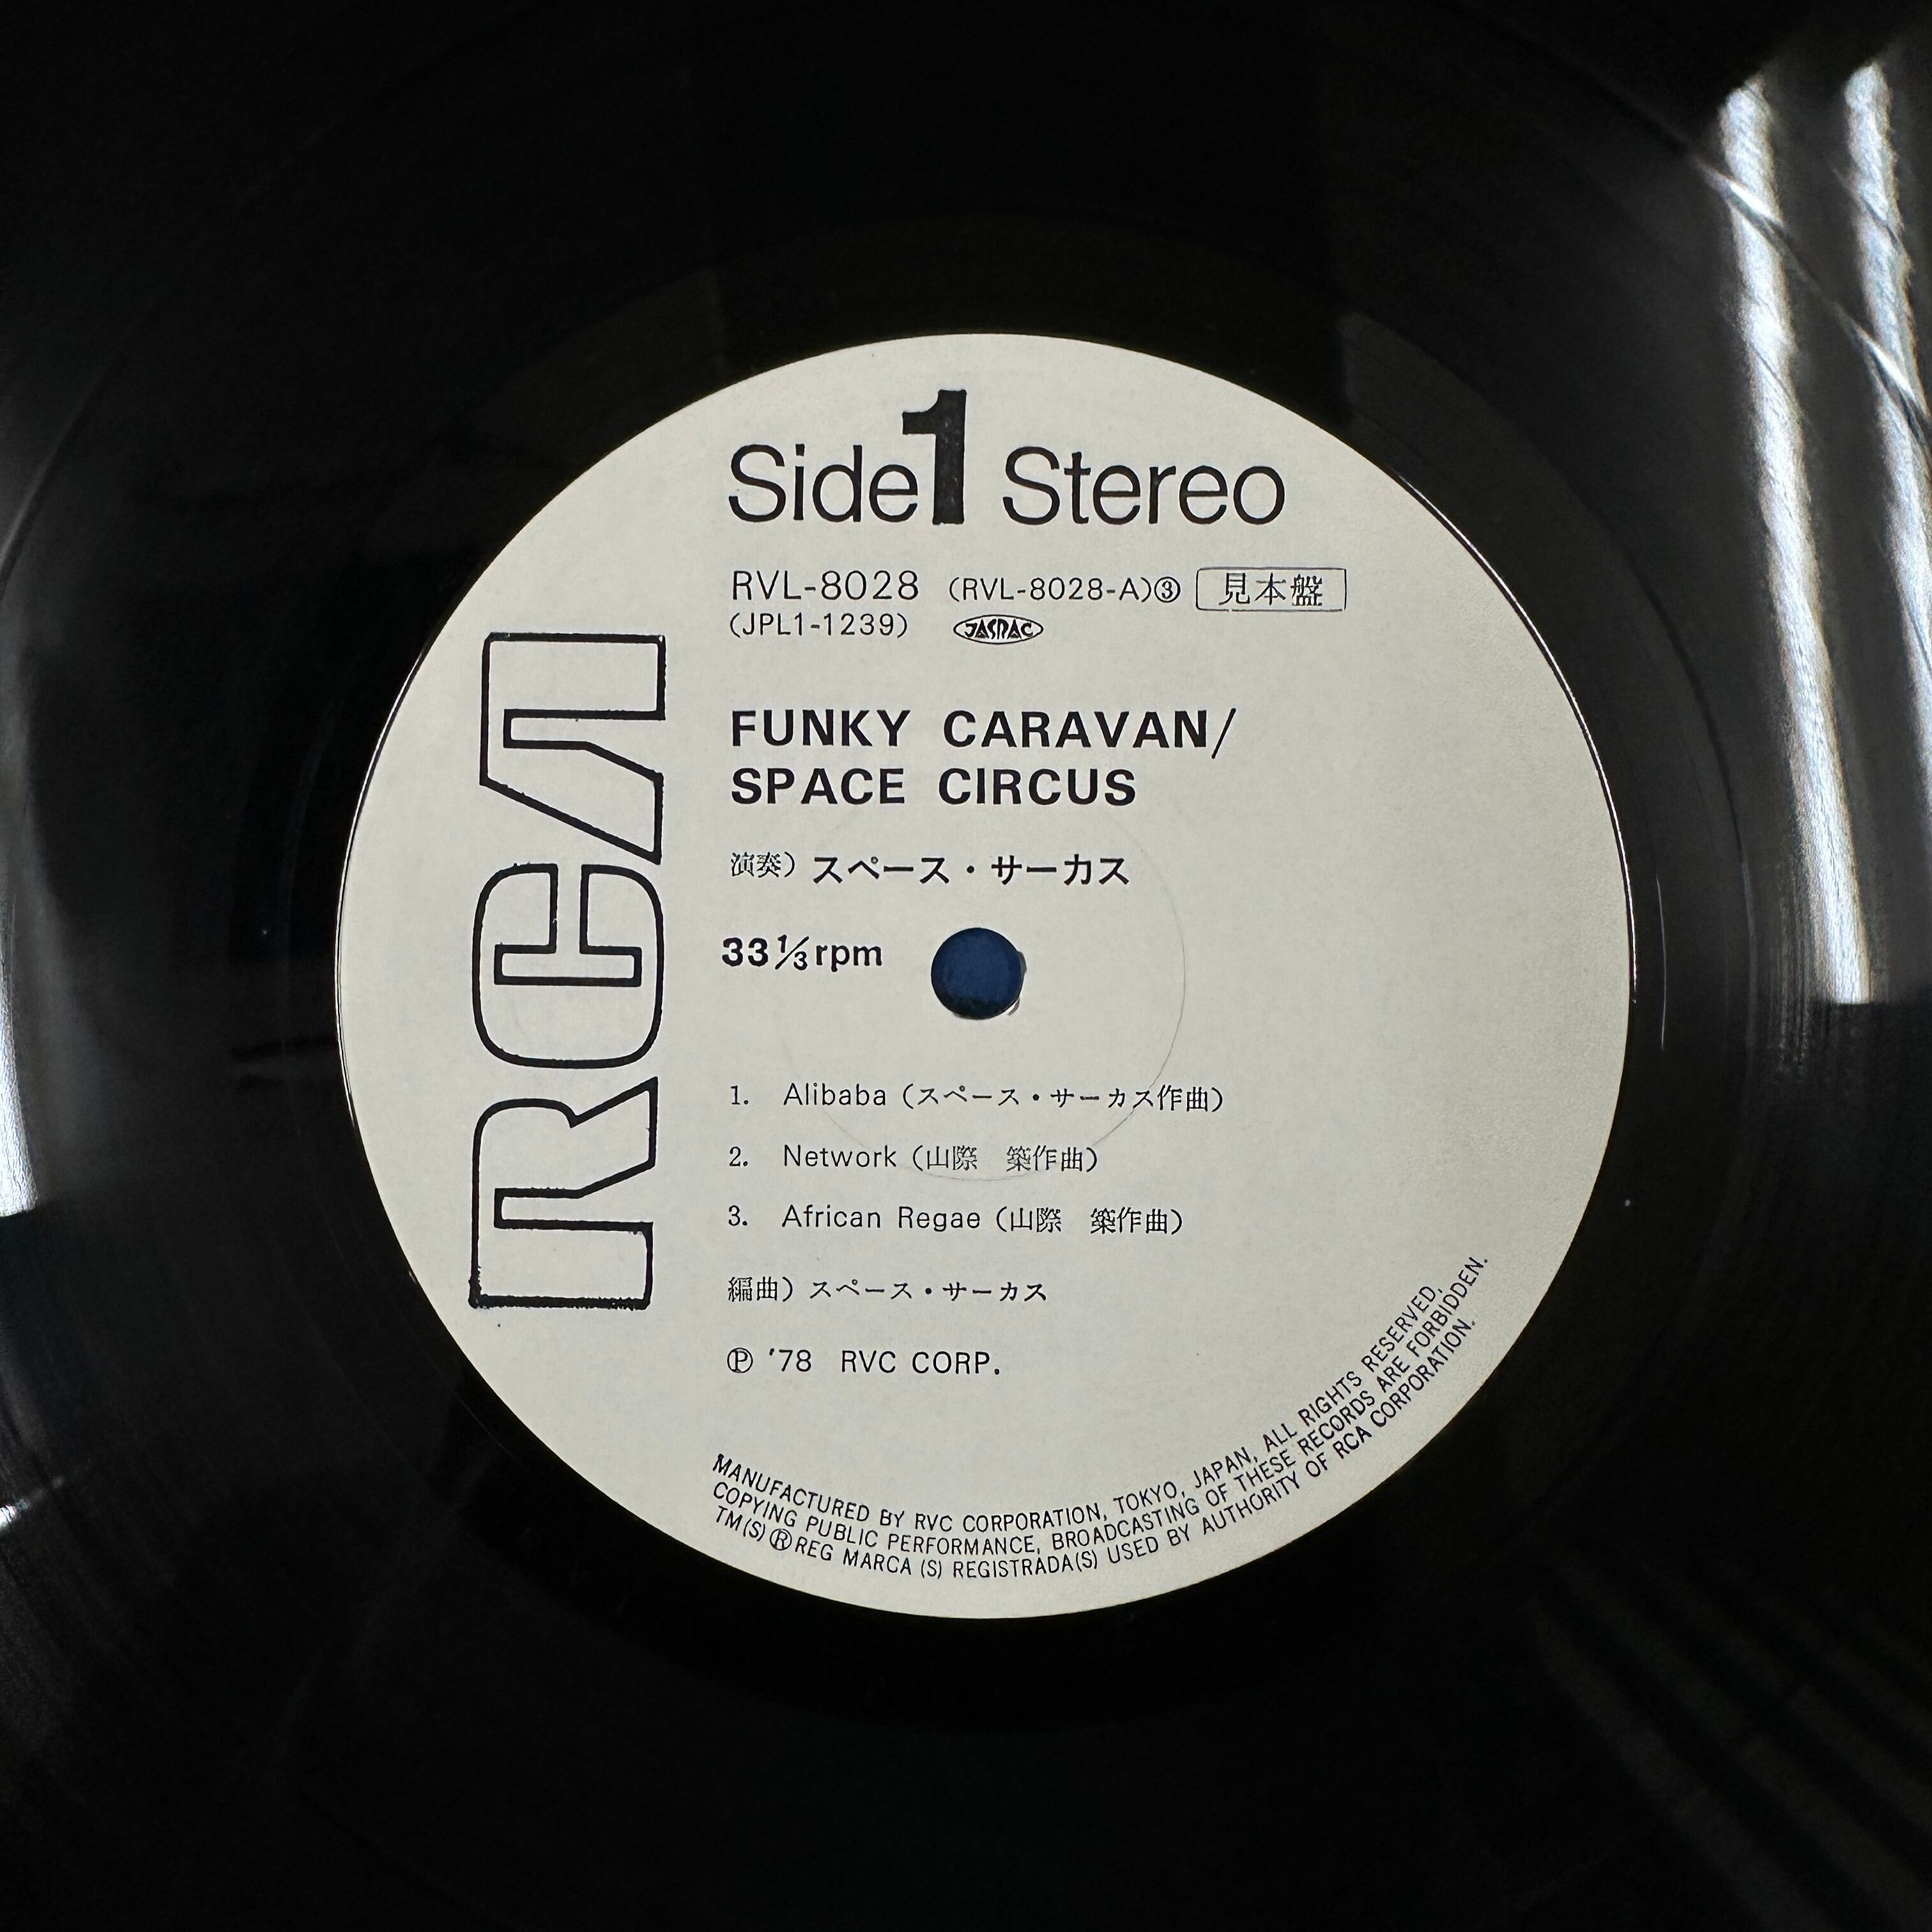 Side 1 Stereo
RVL-8028 (RVL-8028-A)③ 見本盤
(JPL1-1239) JASRAC
RCA
FUNKY CARAVAN/
SPACE CIRCUS
演奏) スペース・サーカス
33⅓rpm
1. Alibaba (スペース・サーカス作曲)
2. Network (山際 築作曲)
3. African Regae (山際 築作曲)
編曲) スペース・サーカス
Ⓟ '78 RVC CORP.
MANUFACTURED BY RVC CORPORATION, TOKYO, JAPAN, ALL RIGHTS RESERVED,
COPYING PUBLIC PERFORMANCE, BROADCASTING OF THESE RECORDS ARE FORBIDDEN.
TM(S) ® REG MARCA (S) REGISTRADA(S) USED BY AUTHORITY OF RCA CORPORATION.